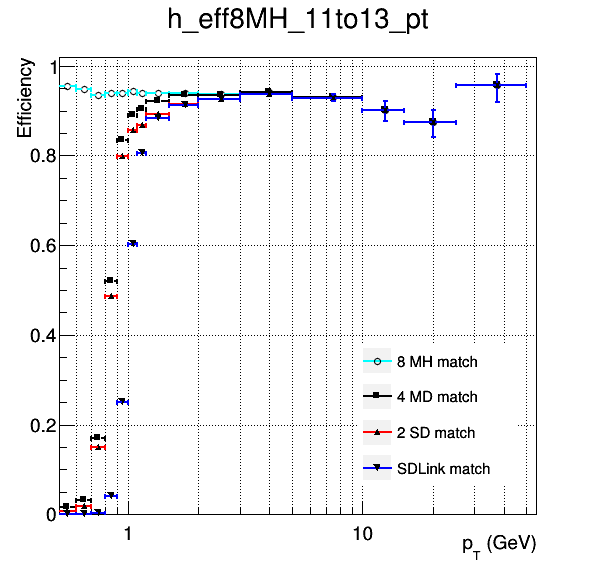 h_eff8MH_11to13_pt
Efficiency
1
0.8
0.6
0.4
0.2
0
8 MH match
4 MD match
2 SD match
SDLink match
1
10
p_T (GeV)